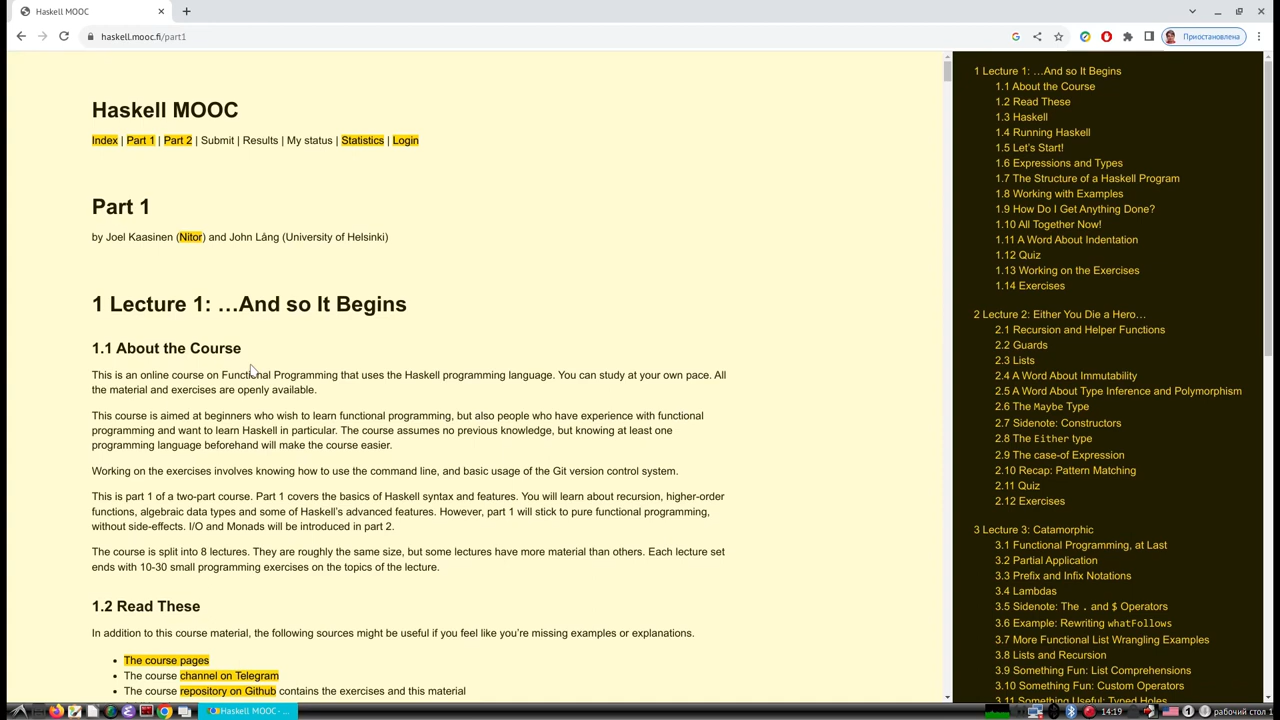 Haskell MOOC
haskell.mooc.fi/part1
Приостановлена
Haskell MOOC
Index | Part 1 | Part 2 | Submit | Results | My status | Statistics | Login
Part 1
by Joel Kaasinen (Nitor) and John Lång (University of Helsinki)
1 Lecture 1: …And so It Begins
1.1 About the Course
This is an online course on Functional Programming that uses the Haskell programming language. You can study at your own pace. All
the material and exercises are openly available.
This course is aimed at beginners who wish to learn functional programming, but also people who have experience with functional
programming and want to learn Haskell in particular. The course assumes no previous knowledge, but knowing at least one
programming language beforehand will make the course easier.
Working on the exercises involves knowing how to use the command line, and basic usage of the Git version control system.
This is part 1 of a two-part course. Part 1 covers the basics of Haskell syntax and features. You will learn about recursion, higher-order
functions, algebraic data types and some of Haskell's advanced features. However, part 1 will stick to pure functional programming,
without side-effects. I/O and Monads will be introduced in part 2.
The course is split into 8 lectures. They are roughly the same size, but some lectures have more material than others. Each lecture set
ends with 10-30 small programming exercises on the topics of the lecture.
1.2 Read These
In addition to this course material, the following sources might be useful if you feel like you're missing examples or explanations.
• The course pages
• The course channel on Telegram
• The course repository on Github contains the exercises and this material
1 Lecture 1: …And so It Begins
1.1 About the Course
1.2 Read These
1.3 Haskell
1.4 Running Haskell
1.5 Let's Start!
1.6 Expressions and Types
1.7 The Structure of a Haskell Program
1.8 Working with Examples
1.9 How Do I Get Anything Done?
1.10 All Together Now!
1.11 A Word About Indentation
1.12 Quiz
1.13 Working on the Exercises
1.14 Exercises
2 Lecture 2: Either You Die a Hero…
2.1 Recursion and Helper Functions
2.2 Guards
2.3 Lists
2.4 A Word About Immutability
2.5 A Word About Type Inference and Polymorphism
2.6 The Maybe Type
2.7 Sidenote: Constructors
2.8 The Either type
2.9 The case-of Expression
2.10 Recap: Pattern Matching
2.11 Quiz
2.12 Exercises
3 Lecture 3: Catamorphic
3.1 Functional Programming, at Last
3.2 Partial Application
3.3 Prefix and Infix Notations
3.4 Lambdas
3.5 Sidenote: The . and $ Operators
3.6 Example: Rewriting whatFollows
3.7 More Functional List Wrangling Examples
3.8 Lists and Recursion
3.9 Something Fun: List Comprehensions
3.10 Something Fun: Custom Operators
3.11 Something Useful: Typed Holes
Haskell MOOC - ...
14:19
1
рабочий стол 1